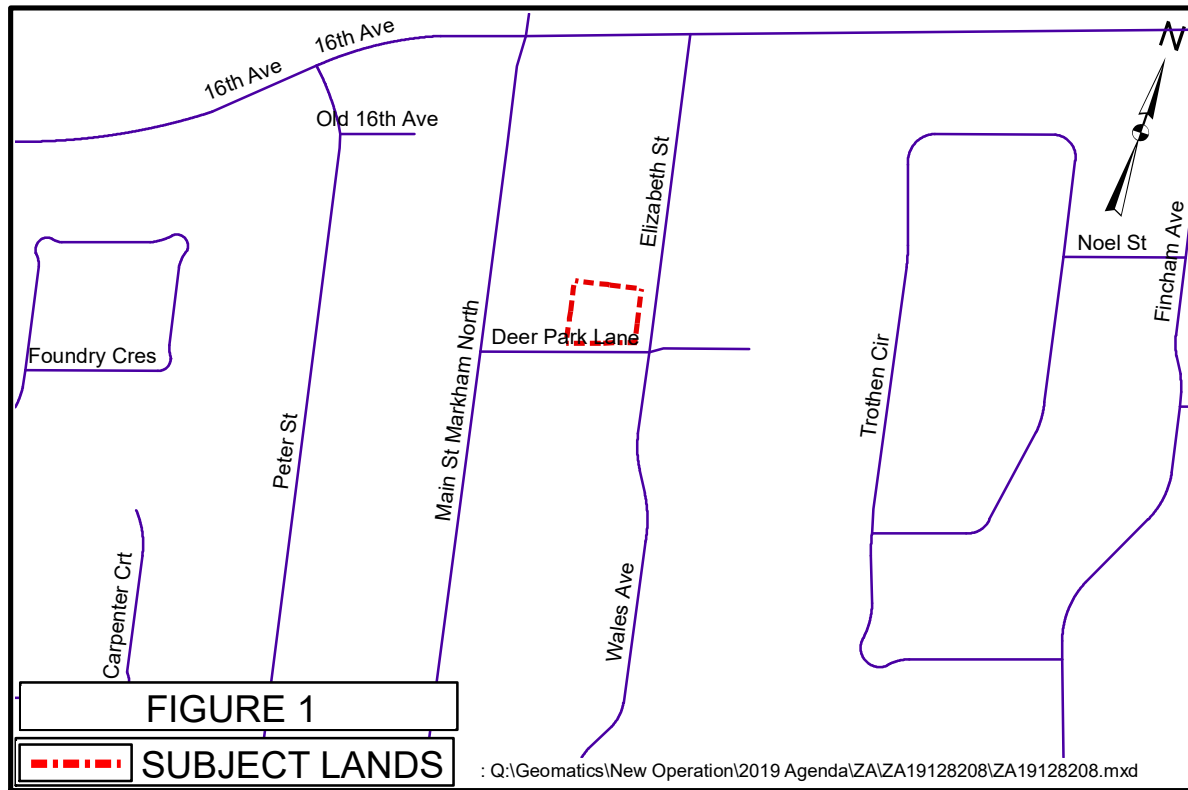 16th Ave
16th Ave
N
Old 16th Ave
Elizabeth St
Noel St
Fincham Ave
Main St Markham North
Deer Park Lane
Foundry Cres
Trothen Cir
Peter St
Carpenter Crt
Wales Ave
FIGURE 1
SUBJECT LANDS
: Q:\Geomatics\New Operation\2019 Agenda\ZA\ZA19128208\ZA19128208.mxd